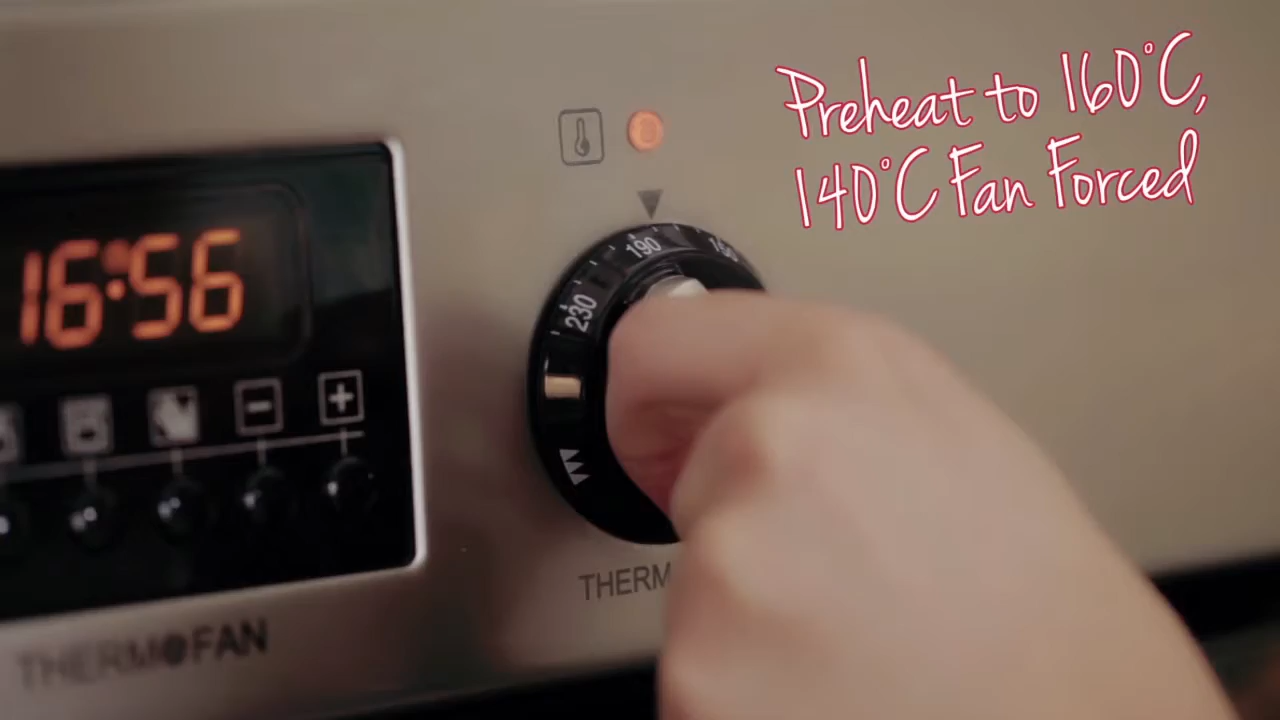 Preheat to 160°C,
140°C Fan Forced
16:56
190
230
THERM
THERMOFAN